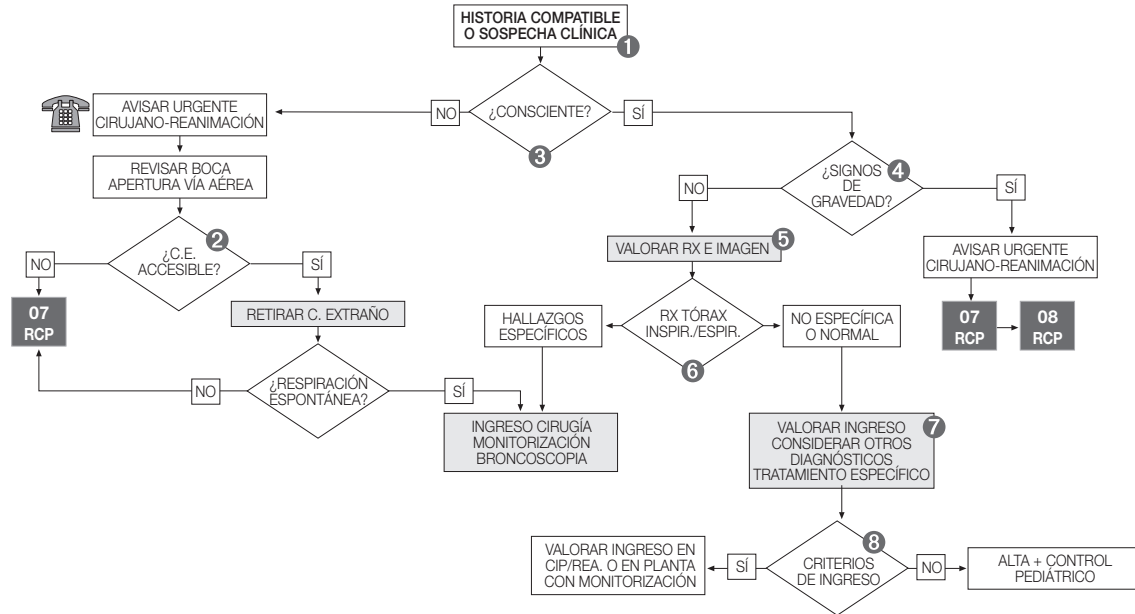 HISTORIA COMPATIBLE
O SOSPECHA CLÍNICA
1
¿CONSCIENTE?
3
NO
SÍ
AVISAR URGENTE
CIRUJANO-REANIMACIÓN
REVISAR BOCA
APERTURA VÍA AÉREA
¿C.E.
ACCESIBLE?
2
NO
SÍ
07
RCP
RETIRAR C. EXTRAÑO
¿RESPIRACIÓN
ESPONTÁNEA?
NO
SÍ
¿SIGNOS
DE
GRAVEDAD?
4
NO
SÍ
VALORAR RX E IMAGEN
5
AVISAR URGENTE
CIRUJANO-REANIMACIÓN
07
RCP
08
RCP
RX TÓRAX
INSPIR./ESPIR.
6
HALLAZGOS
ESPECÍFICOS
NO ESPECÍFICA
O NORMAL
INGRESO CIRUGÍA
MONITORIZACIÓN
BRONCOSCOPIA
VALORAR INGRESO
CONSIDERAR OTROS
DIAGNÓSTICOS
TRATAMIENTO ESPECÍFICO
7
CRITERIOS
DE INGRESO
8
SÍ
NO
VALORAR INGRESO EN
CIP/REA. O EN PLANTA
CON MONITORIZACIÓN
ALTA + CONTROL
PEDIÁTRICO